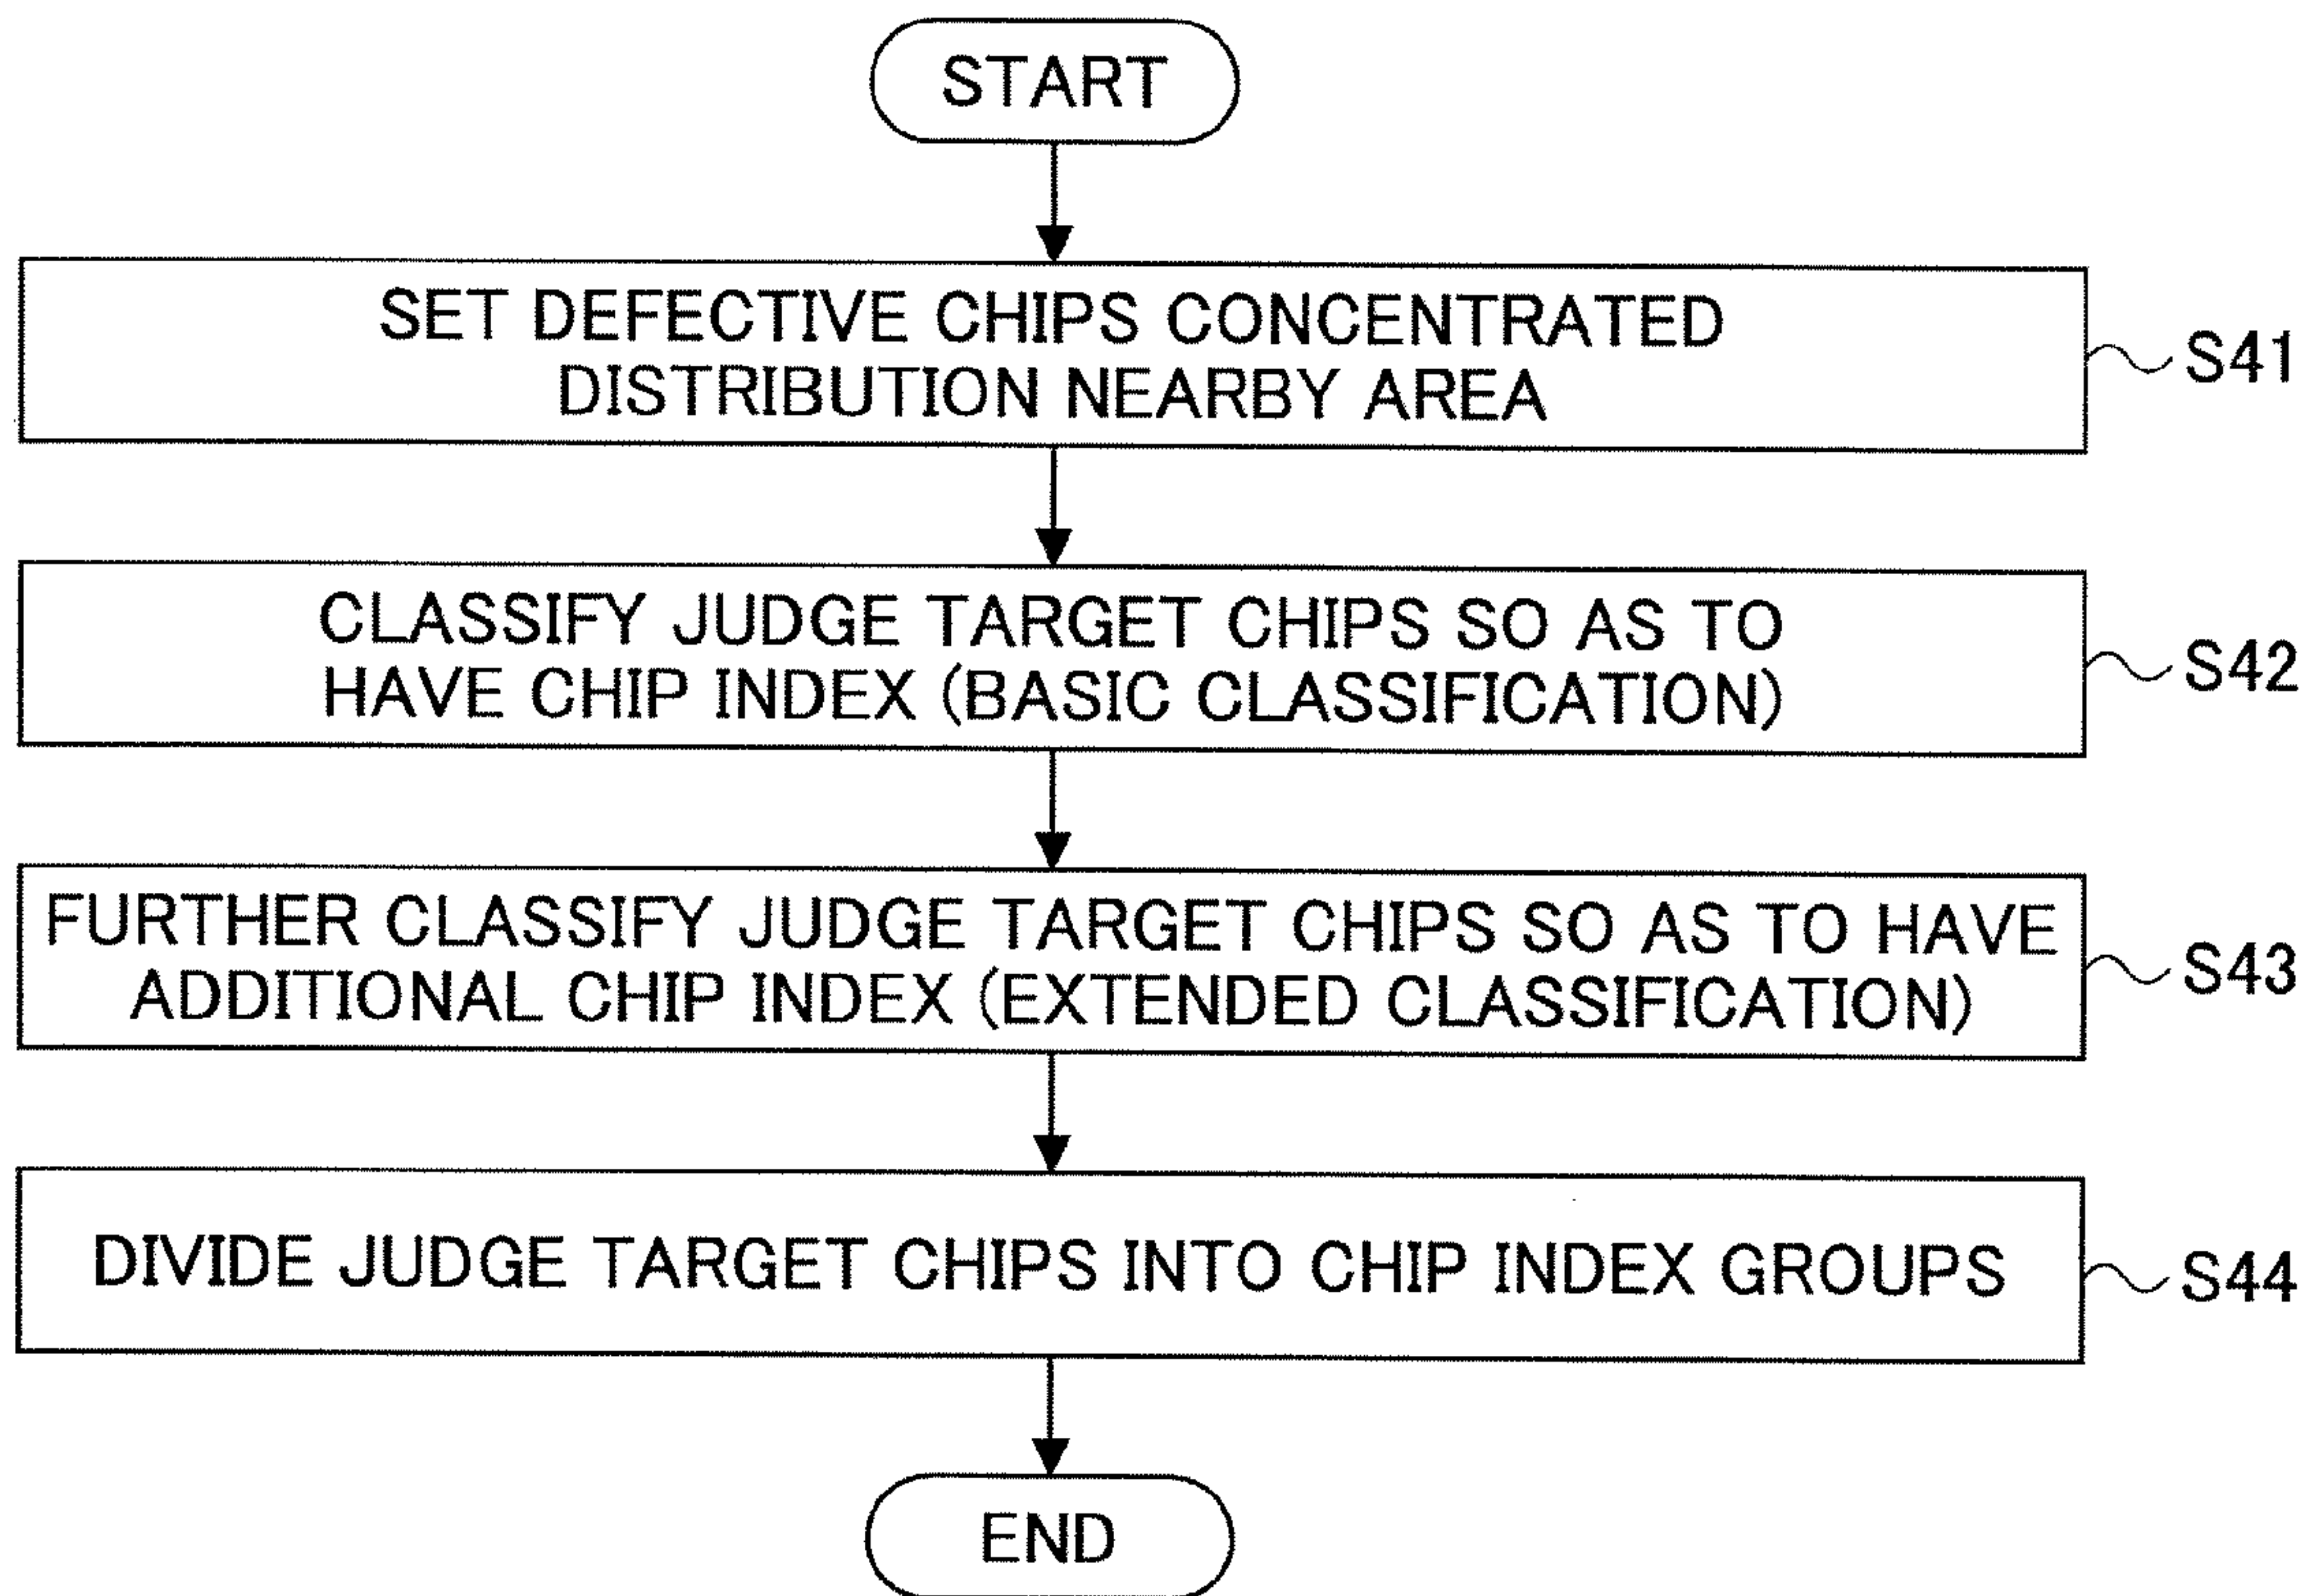 START
SET DEFECTIVE CHIPS CONCENTRATED
DISTRIBUTION NEARBY AREA
S41
CLASSIFY JUDGE TARGET CHIPS SO AS TO
HAVE CHIP INDEX (BASIC CLASSIFICATION)
S42
FURTHER CLASSIFY JUDGE TARGET CHIPS SO AS TO HAVE
ADDITIONAL CHIP INDEX (EXTENDED CLASSIFICATION)
S43
DIVIDE JUDGE TARGET CHIPS INTO CHIP INDEX GROUPS
S44
END